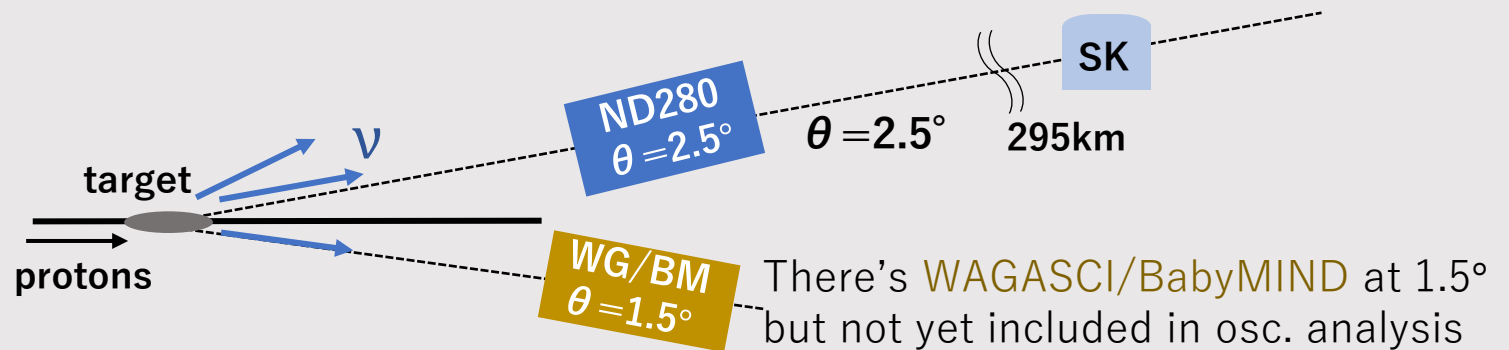 SK
ND280
θ =2.5°
θ =2.5°
295km
ν
target
protons
WG/BM
θ =1.5°
There's WAGASCI/BabyMIND at 1.5°
but not yet included in osc. analysis